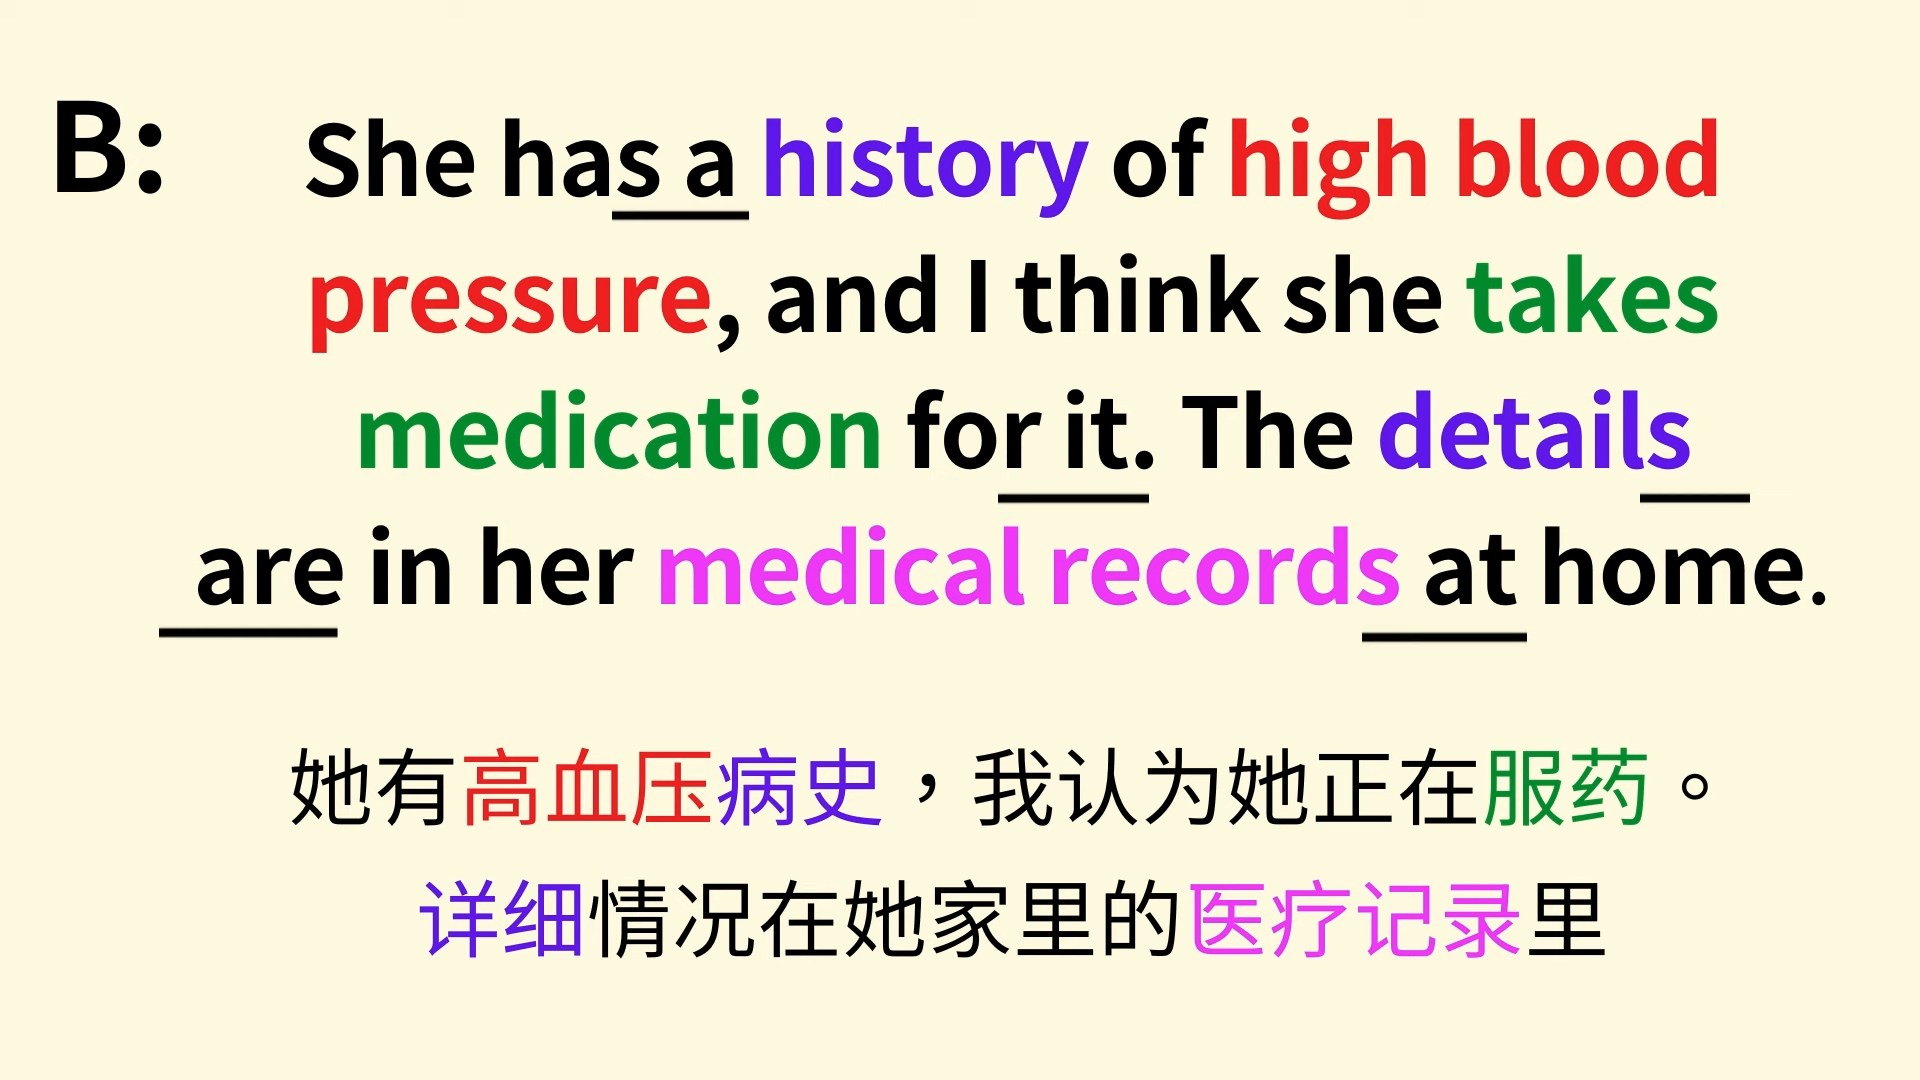 B: She has a history of high blood
pressure, and I think she takes
medication for it. The details
are in her medical records at home.
她有高血压病史，我认为她正在服药。
详细情况在她家里的医疗记录里